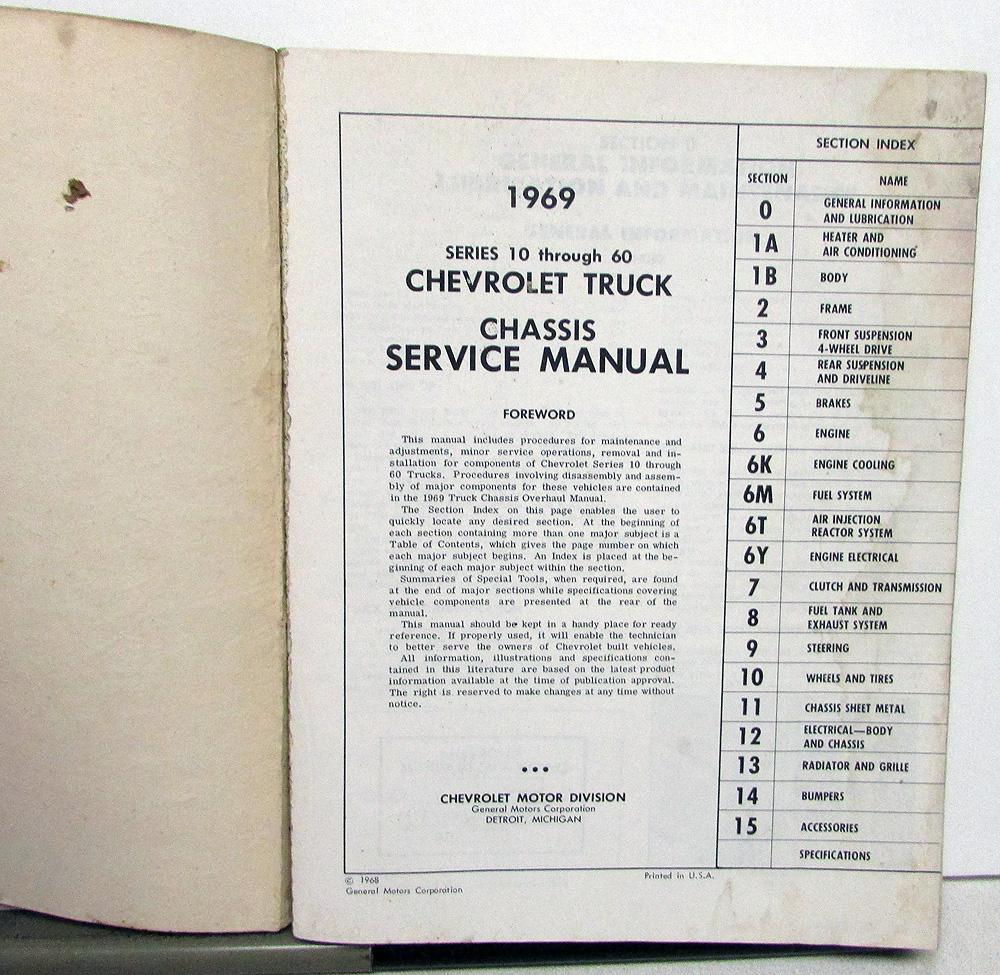 1969
SERIES 10 through 60
CHEVROLET TRUCK
CHASSIS
SERVICE MANUAL
FOREWORD
This manual includes procedures for maintenance and
adjustments, minor service operations, removal and in-
stallation for components of Chevrolet Series 10 through
60 Trucks. Procedures involving disassembly and assem-
bly of major components for these vehicles are contained
in the 1969 Truck Chassis Overhaul Manual.
The Section Index on this page enables the user to
quickly locate any desired section. At the beginning of
each section containing more than one major subject is a
Table of Contents, which gives the page number on which
each major subject begins. An Index is placed at the be-
ginning of each major subject within the section.
Summaries of Special Tools, when required, are found
at the end of major sections while specifications covering
vehicle components are presented at the rear of the
manual.
This manual should be kept in a handy place for ready
reference. If properly used, it will enable the technician
to better serve the owners of Chevrolet built vehicles.
All information, illustrations and specifications con-
tained in this literature are based on the latest product
information available at the time of publication approval.
The right is reserved to make changes at any time without
notice.
•••
CHEVROLET MOTOR DIVISION
General Motors Corporation
DETROIT, MICHIGAN
© 1968
General Motors Corporation
Printed in U.S.A.
SECTION INDEX
SECTION NAME
0 GENERAL INFORMATION
AND LUBRICATION
1A HEATER AND
AIR CONDITIONING
1B BODY
2 FRAME
3 FRONT SUSPENSION
4-WHEEL DRIVE
4 REAR SUSPENSION
AND DRIVELINE
5 BRAKES
6 ENGINE
6K ENGINE COOLING
6M FUEL SYSTEM
6T AIR INJECTION
REACTOR SYSTEM
6Y ENGINE ELECTRICAL
7 CLUTCH AND TRANSMISSION
8 FUEL TANK AND
EXHAUST SYSTEM
9 STEERING
10 WHEELS AND TIRES
11 CHASSIS SHEET METAL
12 ELECTRICAL—BODY
AND CHASSIS
13 RADIATOR AND GRILLE
14 BUMPERS
15 ACCESSORIES
SPECIFICATIONS